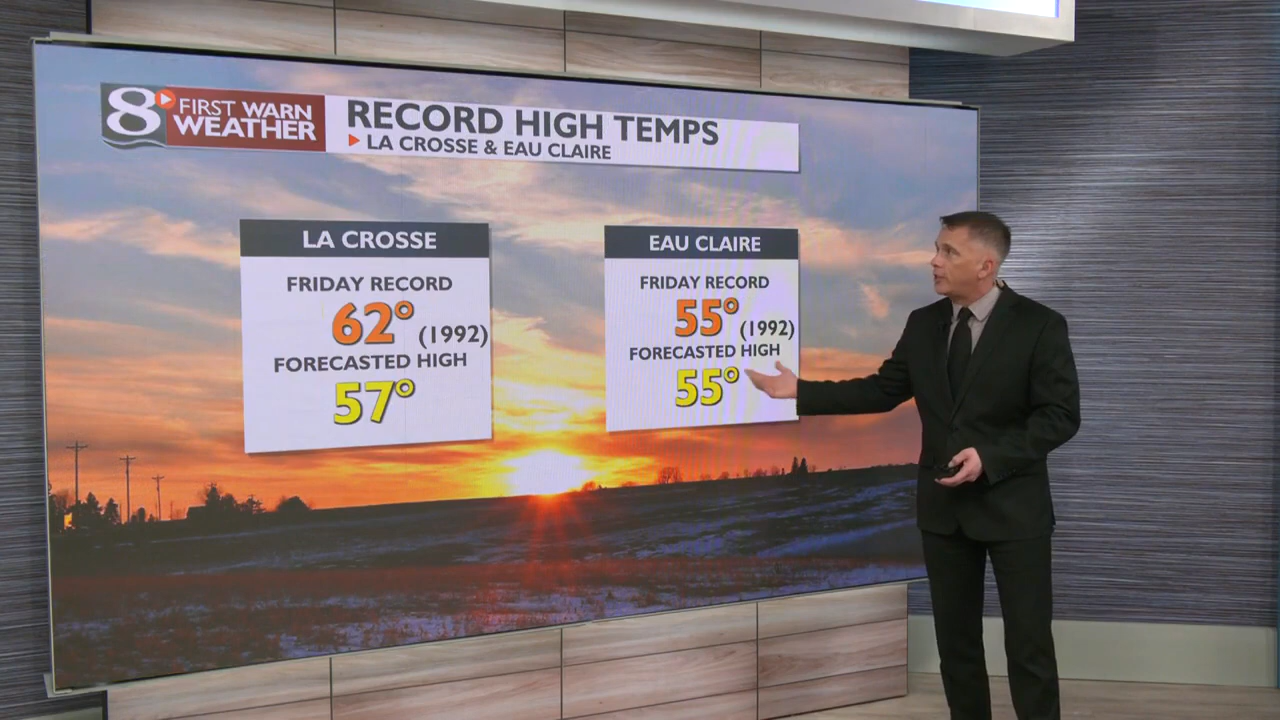 8 FIRST WARN
WEATHER
RECORD HIGH TEMPS
LA CROSSE & EAU CLAIRE
LA CROSSE
FRIDAY RECORD
62° (1992)
FORECASTED HIGH
57°
EAU CLAIRE
FRIDAY RECORD
55° (1992)
FORECASTED HIGH
55°